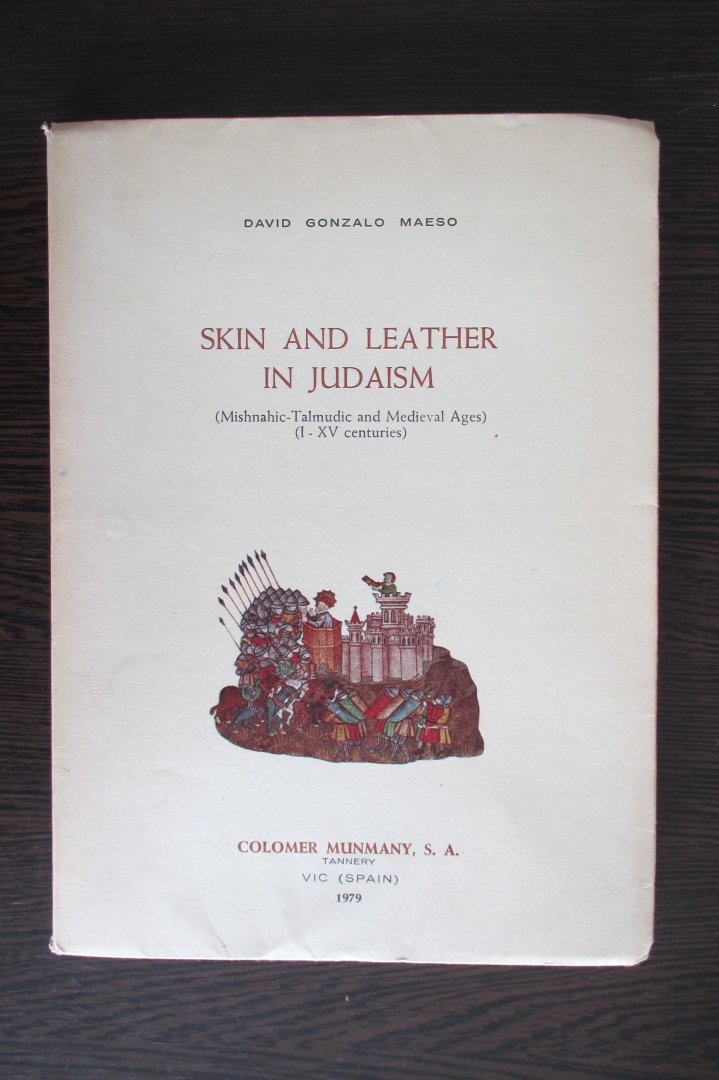 DAVID GONZALO MAESO
SKIN AND LEATHER
IN JUDAISM
(Mishnahic-Talmudic and Medieval Ages)
(I - XV centuries)
COLOMER MUNMANY, S. A.
TANNERY
VIC (SPAIN)
1979